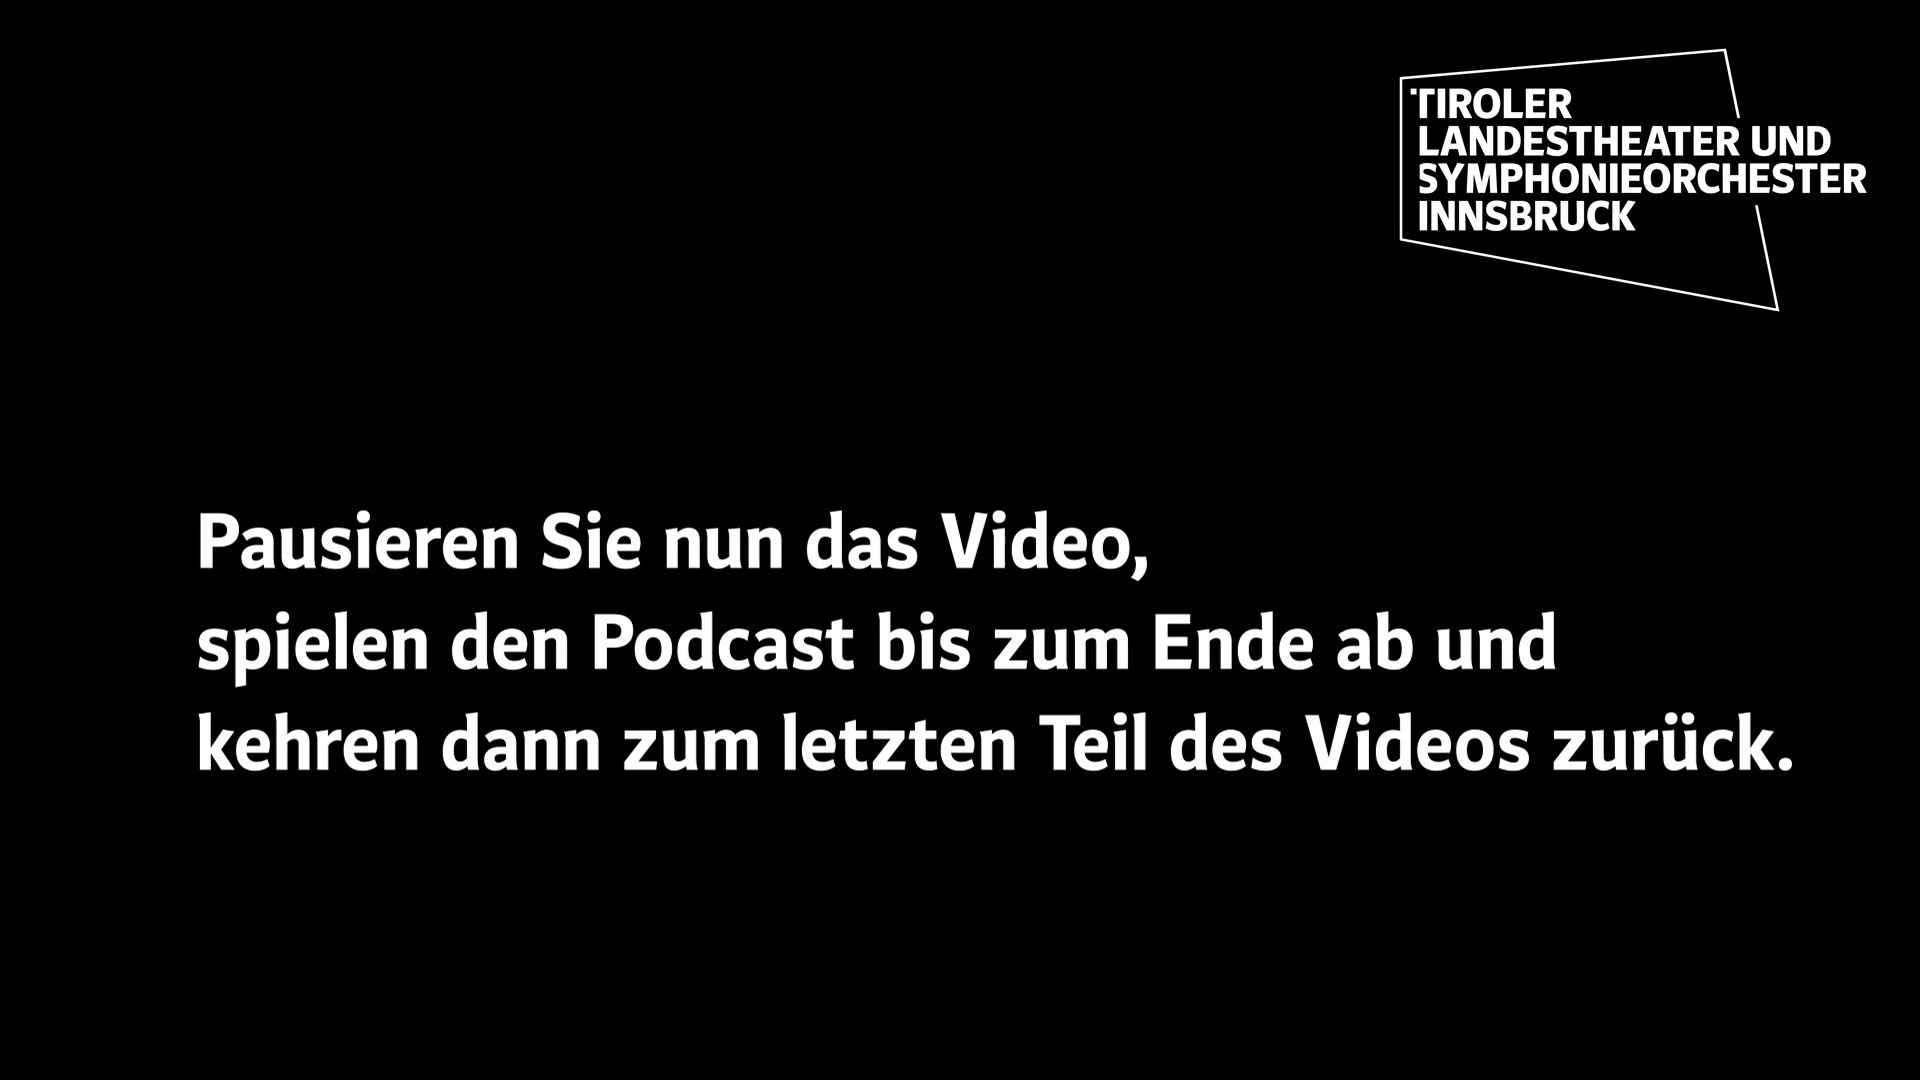 TIROLER
LANDESTHEATER UND
SYMPHONIEORCHESTER
INNSBRUCK
Pausieren Sie nun das Video,
spielen den Podcast bis zum Ende ab und
kehren dann zum letzten Teil des Videos zurück.